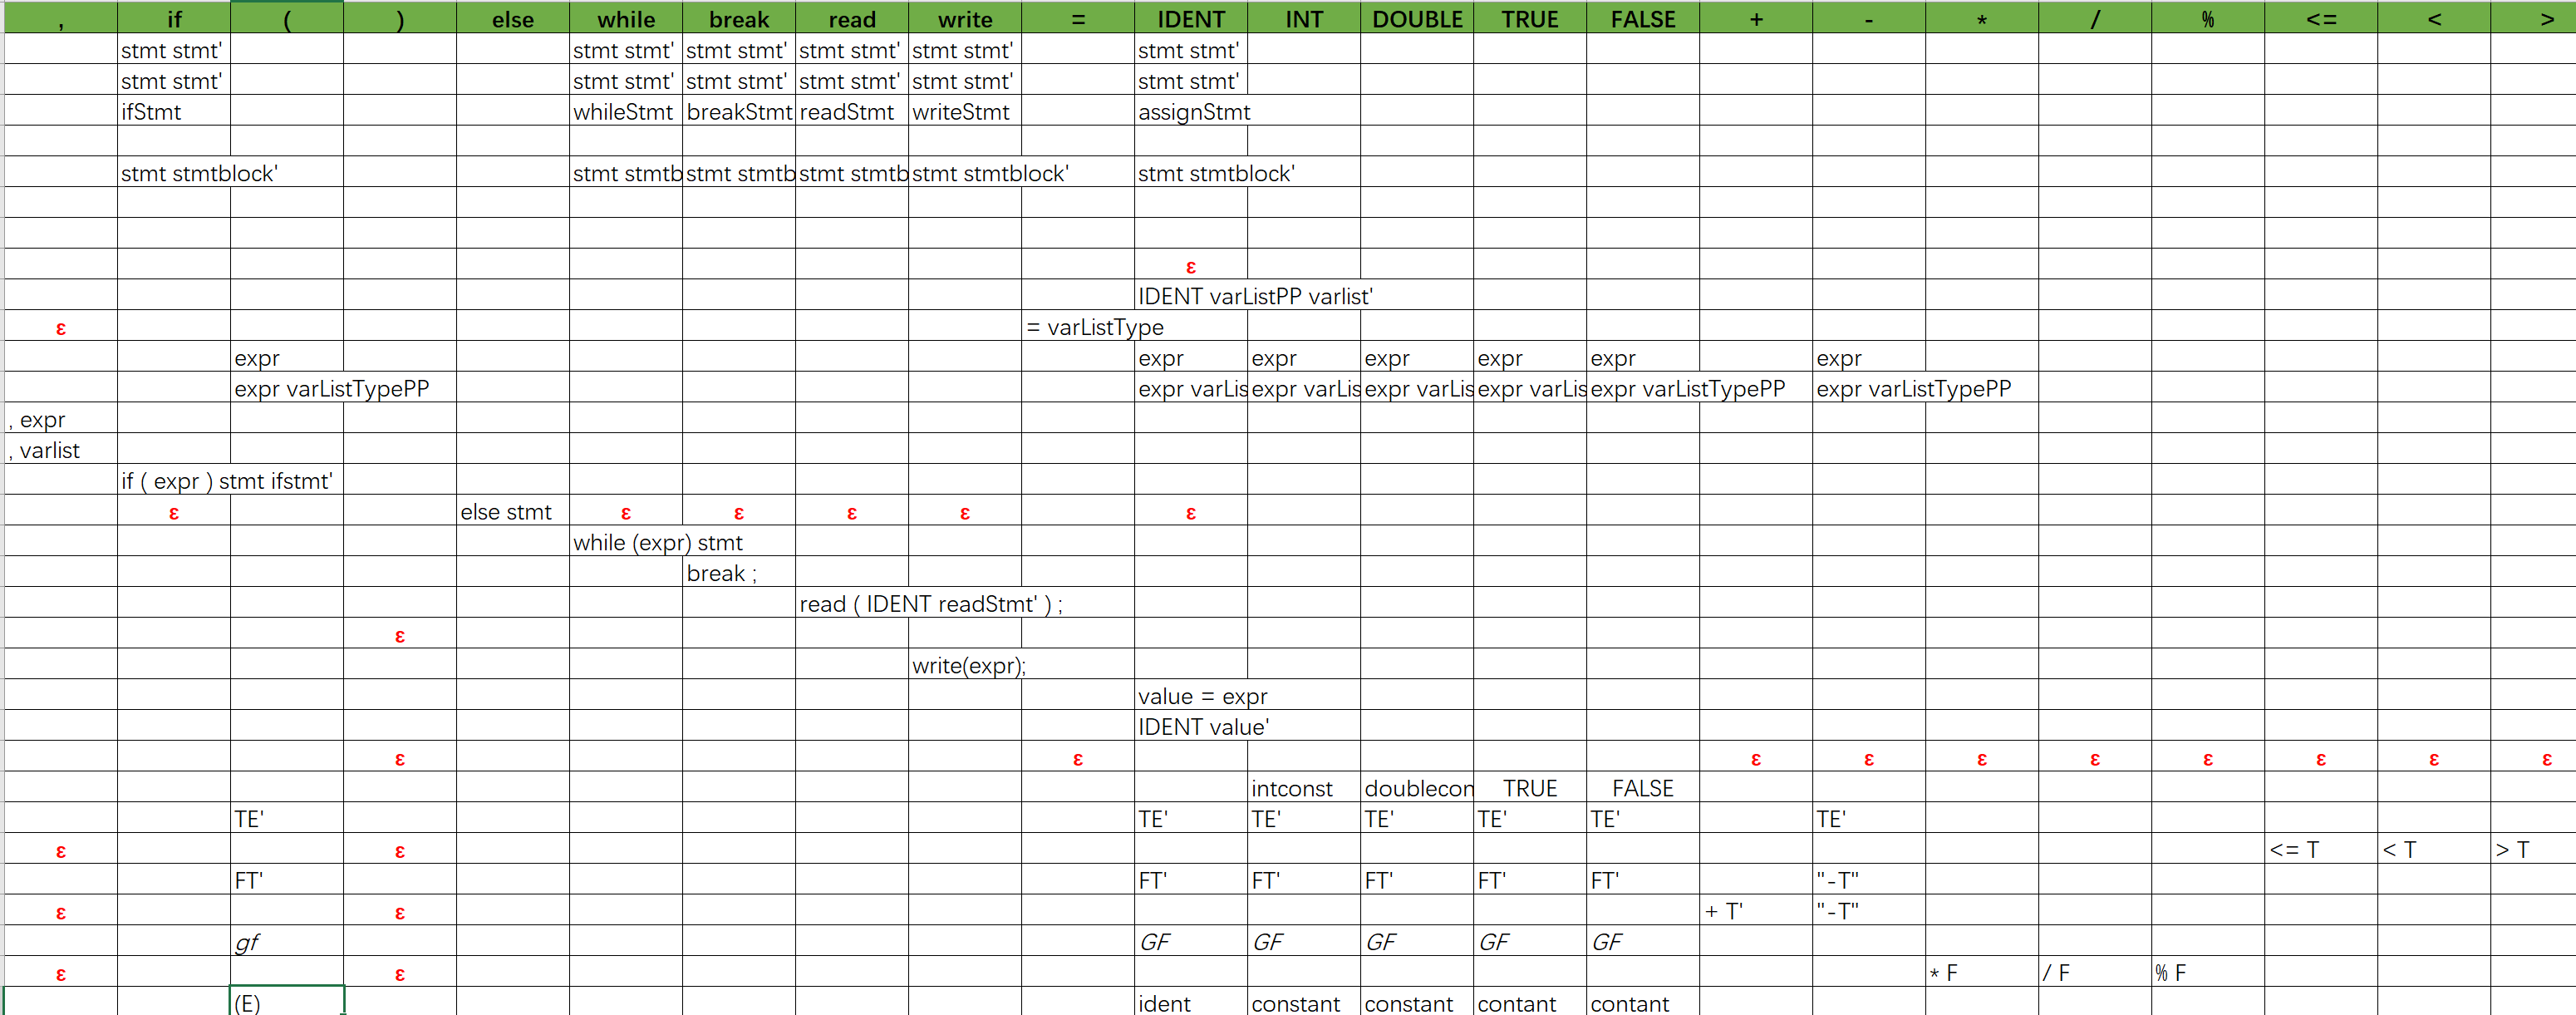 , if ( ) else while break read write = IDENT INT DOUBLE TRUE FALSE + - * / % <= < >
stmt stmt' stmt stmt' stmt stmt' stmt stmt' stmt stmt' stmt stmt'
stmt stmt' stmt stmt' stmt stmt' stmt stmt' stmt stmt' stmt stmt'
ifStmt whileStmt breakStmt readStmt writeStmt assignStmt
stmt stmtblock' stmt stmtb stmt stmtb stmt stmtb stmt stmtblock' stmt stmtblock'
ε
IDENT varListPP varlist'
ε = varListType
expr expr expr expr expr expr expr
expr varListTypePP expr varLis expr varLis expr varLis expr varLis expr varListTypePP expr varListTypePP
, expr
, varlist
if ( expr ) stmt ifstmt'
ε else stmt ε ε ε ε ε
while (expr) stmt
break ;
read ( IDENT readStmt' ) ;
ε
write(expr);
value = expr
IDENT value'
ε ε ε ε ε ε ε ε ε ε
intconst doublecon TRUE FALSE
TE' TE' TE' TE' TE' TE' TE'
ε ε <= T < T > T
FT' FT' FT' FT' FT' FT' "-T"
ε ε + T' "-T"
gf GF GF GF GF GF
ε ε * F / F % F
(E) ident constant constant contant contant